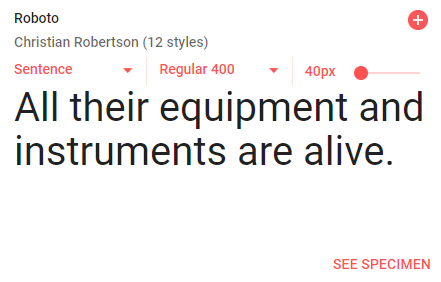 Roboto
Christian Robertson (12 styles)
Sentence Regular 400 40px
All their equipment and
instruments are alive.
SEE SPECIMEN